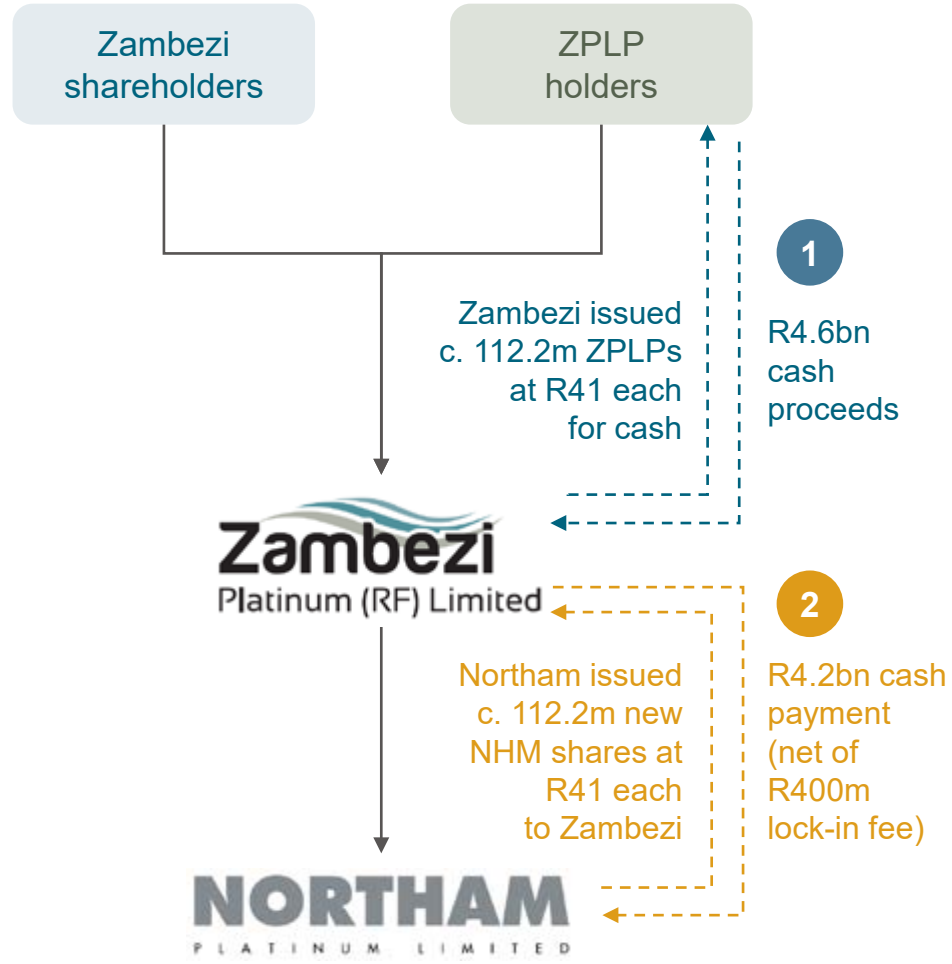 Zambezi
shareholders
ZPLP
holders
1
Zambezi issued
c. 112.2m ZPLPs
at R41 each
for cash
R4.6bn
cash
proceeds
Zambezi
Platinum (RF) Limited
2
Northam issued
c. 112.2m new
NHM shares at
R41 each
to Zambezi
R4.2bn cash
payment
(net of
R400m
lock-in fee)
NORTHAM
PLATINUM LIMITED